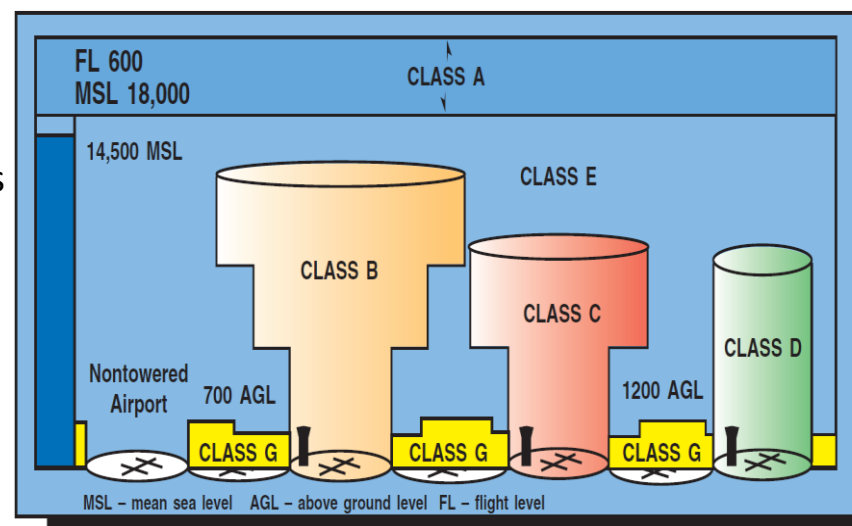 FL 600
MSL 18,000
CLASS A
14,500 MSL
s
CLASS E
CLASS B
CLASS C
CLASS D
Nontowered
Airport
700 AGL
1200 AGL
CLASS G
CLASS G
CLASS G
MSL – mean sea level AGL – above ground level FL – flight level